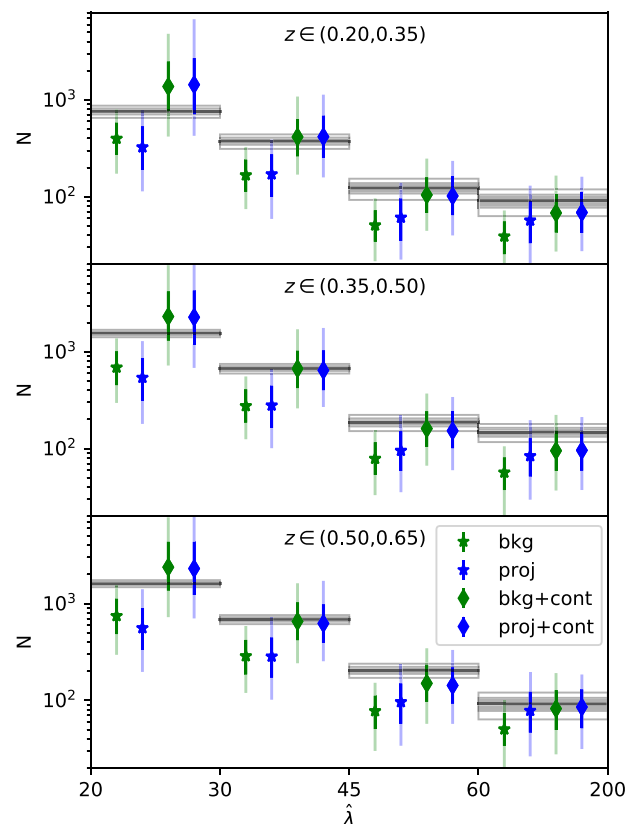 z ∈ (0.20,0.35)
N
10³
10²
z ∈ (0.35,0.50)
N
10³
10²
z ∈ (0.50,0.65)
N
10³
10²
bkg
proj
bkg+cont
proj+cont
20 30 45 60 200
λ̂